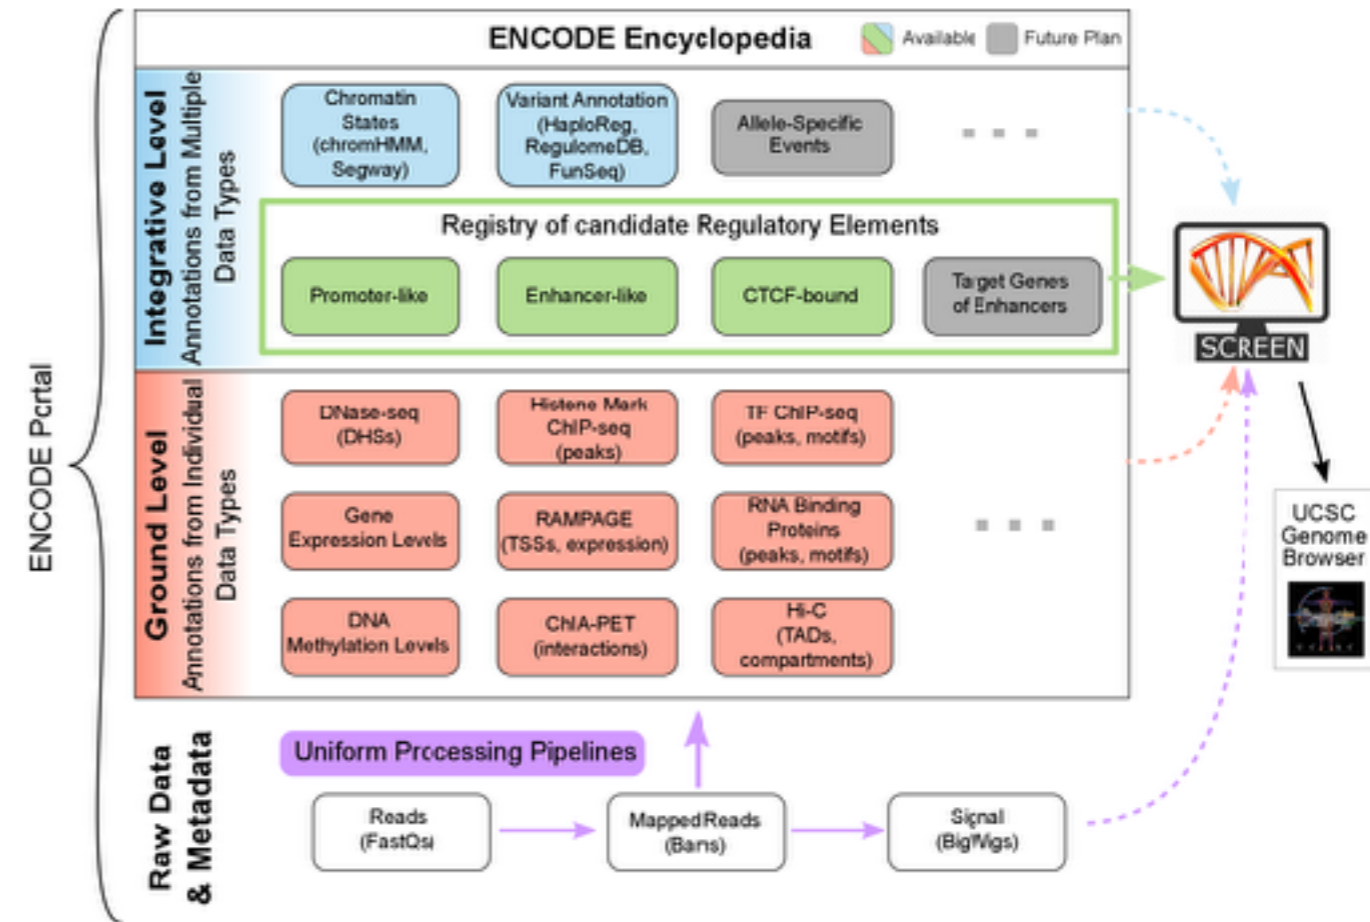 ENCODE Encyclopedia
Available
Future Plan
ENCODE Portal
Integrative Level
Annotations from Multiple
Data Types
Chromatin
States
(chromHMM,
Segway)
Variant Annotation
(HaploReg,
RegulomeDB,
FunSeq)
Allele-Specific
Events
Registry of candidate Regulatory Elements
Promoter-like
Enhancer-like
CTCF-bound
Target Genes
of Enhancers
SCREEN
Ground Level
Annotations from Individual
Data Types
DNase-seq
(DHSs)
Histone Mark
ChIP-seq
(peaks)
TF ChIP-seq
(peaks, motifs)
Gene
Expression Levels
RAMPAGE
(TSSs, expression)
RNA Binding
Proteins
(peaks, motifs)
DNA
Methylation Levels
ChIA-PET
(interactions)
Hi-C
(TADs,
compartments)
UCSC
Genome
Browser
Raw Data
& Metadata
Uniform Processing Pipelines
Reads
(FastQs)
Mapped Reads
(Bams)
Signal
(BigWigs)